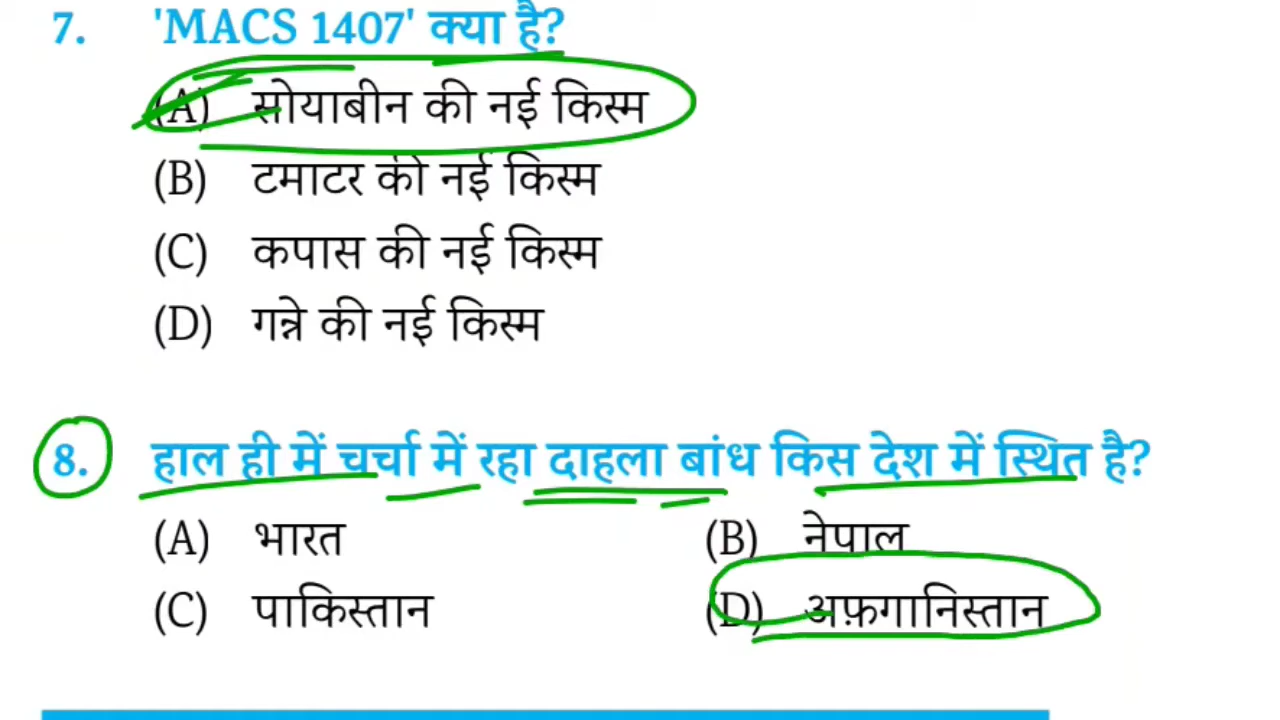 7. 'MACS 1407' क्या है?
(A) सोयाबीन की नई किस्म
(B) टमाटर की नई किस्म
(C) कपास की नई किस्म
(D) गन्ने की नई किस्म
8. हाल ही में चर्चा में रहा दाहला बांध किस देश में स्थित है?
(A) भारत (B) नेपाल
(C) पाकिस्तान (D) अफ़गानिस्तान